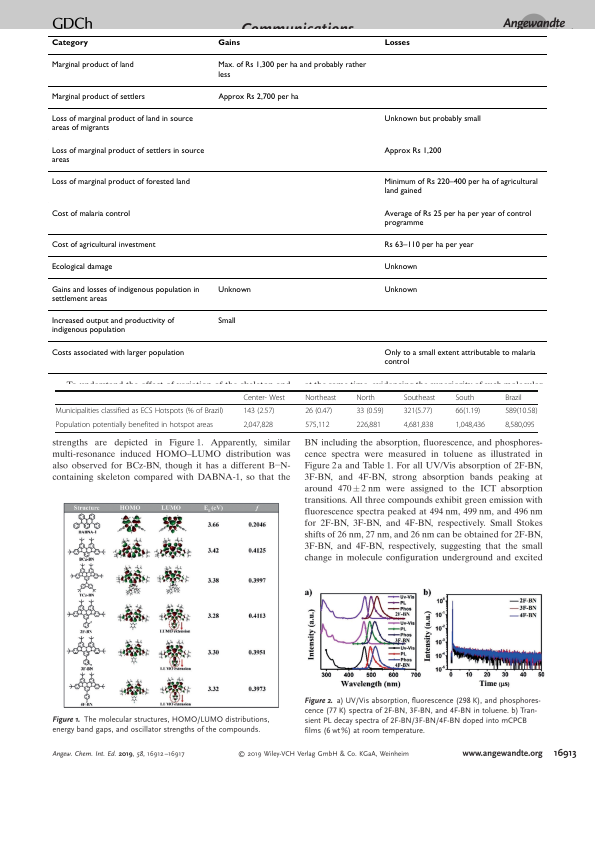 GDCh
Communications
Angewandte
Category Gains Losses
Marginal product of land Max. of Rs 1,300 per ha and probably rather
less
Marginal product of settlers Approx Rs 2,700 per ha
Loss of marginal product of land in source Unknown but probably small
areas of migrants
Loss of marginal product of settlers in source Approx Rs 1,200
areas
Loss of marginal product of forested land Minimum of Rs 220–400 per ha of agricultural
land gained
Cost of malaria control Average of Rs 25 per ha per year of control
programme
Cost of agricultural investment Rs 63–110 per ha per year
Ecological damage Unknown
Gains and losses of indigenous population in Unknown Unknown
settlement areas
Increased output and productivity of Small
indigenous population
Costs associated with larger population Only to a small extent attributable to malaria
control
Center- West Northeast North Southeast South Brazil
Municipalities classified as ECS Hotspots (% of Brazil) 143 (2.57) 26 (0.47) 33 (0.59) 321(5.77) 66(1.19) 589(10.58)
Population potentially benefited in hotspot areas 2,047,828 575,112 226,881 4,681,838 1,048,436 8,580,095
strengths are depicted in Figure 1. Apparently, similar
multi-resonance induced HOMO–LUMO distribution was
also observed for BCz-BN, though it has a different B–N-
containing skeleton compared with DABNA-1, so that the
Structure HOMO LUMO Eg (eV) f
DABNA-1 3.66 0.2046
BCz-BN 3.42 0.4125
3.38 0.3997
2F-BN LUMO extension 3.28 0.4113
3F-BN LUMO extension 3.30 0.3951
4F-BN LUMO extension 3.32 0.3973
Figure 1. The molecular structures, HOMO/LUMO distributions,
energy band gaps, and oscillator strengths of the compounds.
BN including the absorption, fluorescence, and phosphores-
cence spectra were measured in toluene as illustrated in
Figure 2 a and Table 1. For all UV/Vis absorption of 2F-BN,
3F-BN, and 4F-BN, strong absorption bands peaking at
around 470 ± 2 nm were assigned to the ICT absorption
transitions. All three compounds exhibit green emission with
fluorescence spectra peaked at 494 nm, 499 nm, and 496 nm
for 2F-BN, 3F-BN, and 4F-BN, respectively. Small Stokes
shifts of 26 nm, 27 nm, and 26 nm can be obtained for 2F-BN,
3F-BN, and 4F-BN, respectively, suggesting that the small
change in molecule configuration underground and excited
a)
Intensity (a.u.)
Uv-Vis
PL
Phos
2F-BN
Uv-Vis
PL
Phos
3F-BN
Uv-Vis
PL
Phos
4F-BN
300 400 500 600 700
Wavelength (nm)
b)
Intensity (a.u.)
2F-BN
3F-BN
4F-BN
0 10 20 30 40 50
Time (μs)
Figure 2. a) UV/Vis absorption, fluorescence (298 K), and phosphores-
cence (77 K) spectra of 2F-BN, 3F-BN, and 4F-BN in toluene. b) Tran-
sient PL decay spectra of 2F-BN/3F-BN/4F-BN doped into mCPCB
films (6 wt %) at room temperature.
Angew. Chem. Int. Ed. 2019, 58, 16912–16917 © 2019 Wiley-VCH Verlag GmbH & Co. KGaA, Weinheim www.angewandte.org 16913